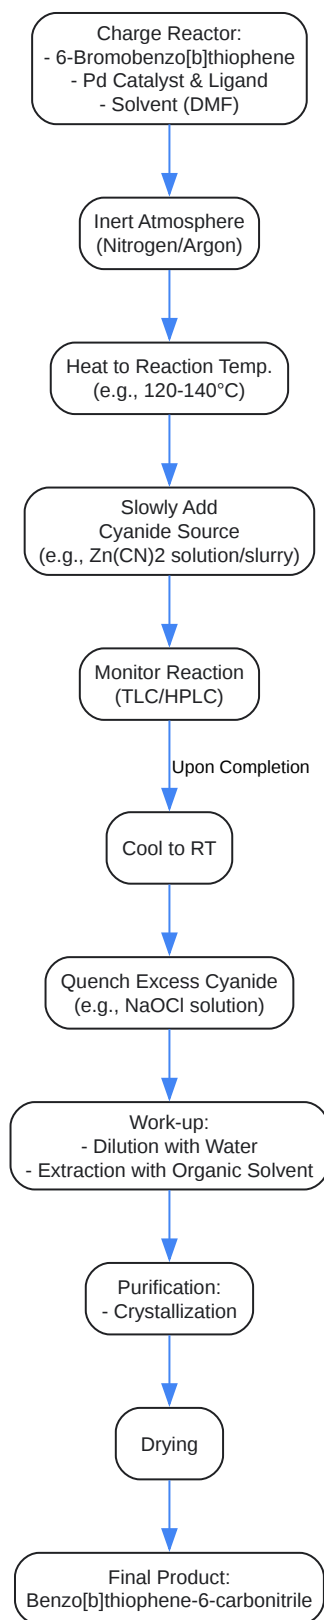 Charge Reactor:
- 6-Bromobenzo[b]thiophene
- Pd Catalyst & Ligand
- Solvent (DMF)
Inert Atmosphere
(Nitrogen/Argon)
Heat to Reaction Temp.
(e.g., 120-140°C)
Slowly Add
Cyanide Source
(e.g., Zn(CN)2 solution/slurry)
Monitor Reaction
(TLC/HPLC)
Upon Completion
Cool to RT
Quench Excess Cyanide
(e.g., NaOCl solution)
Work-up:
- Dilution with Water
- Extraction with Organic Solvent
Purification:
- Crystallization
Drying
Final Product:
Benzo[b]thiophene-6-carbonitrile